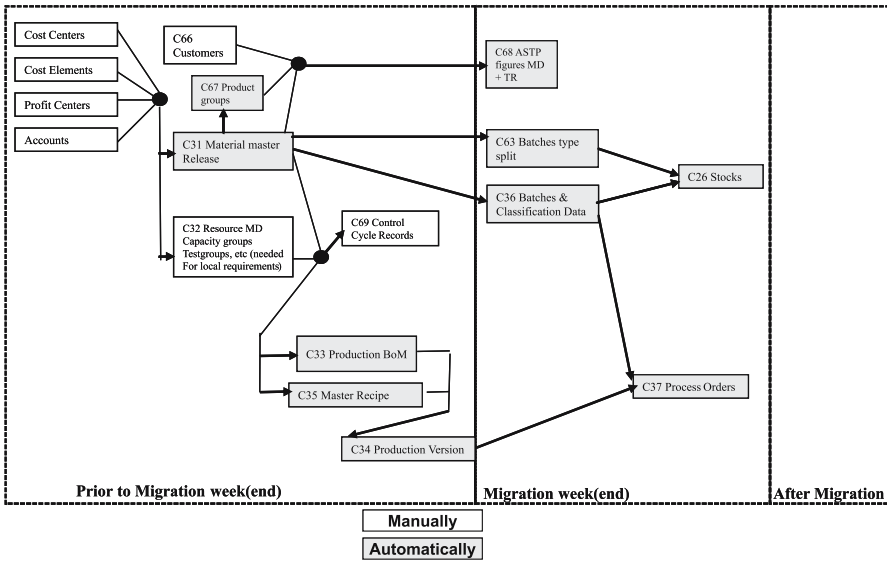 Cost Centers
Cost Elements
Profit Centers
Accounts
C66
Customers
C67 Product
groups
C31 Material master
Release
C32 Resource MD
Capacity groups
Testgroups, etc (needed
For local requirements)
C69 Control
Cycle Records
C33 Production BoM
C35 Master Recipe
C34 Production Version
Prior to Migration week(end)
C68 ASTP
figures MD
+ TR
C63 Batches type
split
C36 Batches &
Classification Data
C26 Stocks
C37 Process Orders
Migration week(end)
After Migration
Manually
Automatically